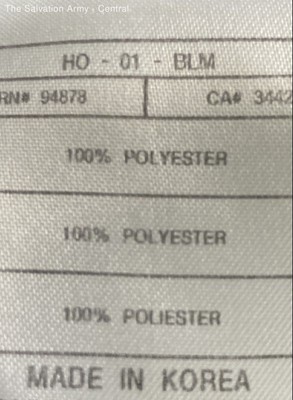 The Salvation Army - Central
HO - 01 - BLM
RN# 94878 CA# 3442
100% POLYESTER
100% POLYESTER
100% POLIESTER
MADE IN KOREA